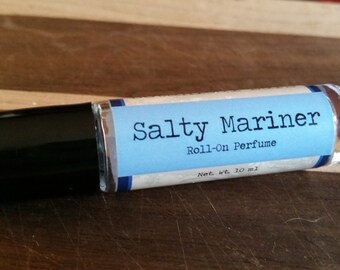 Salty Mariner
Roll-On Perfume
Net wt 10 ml